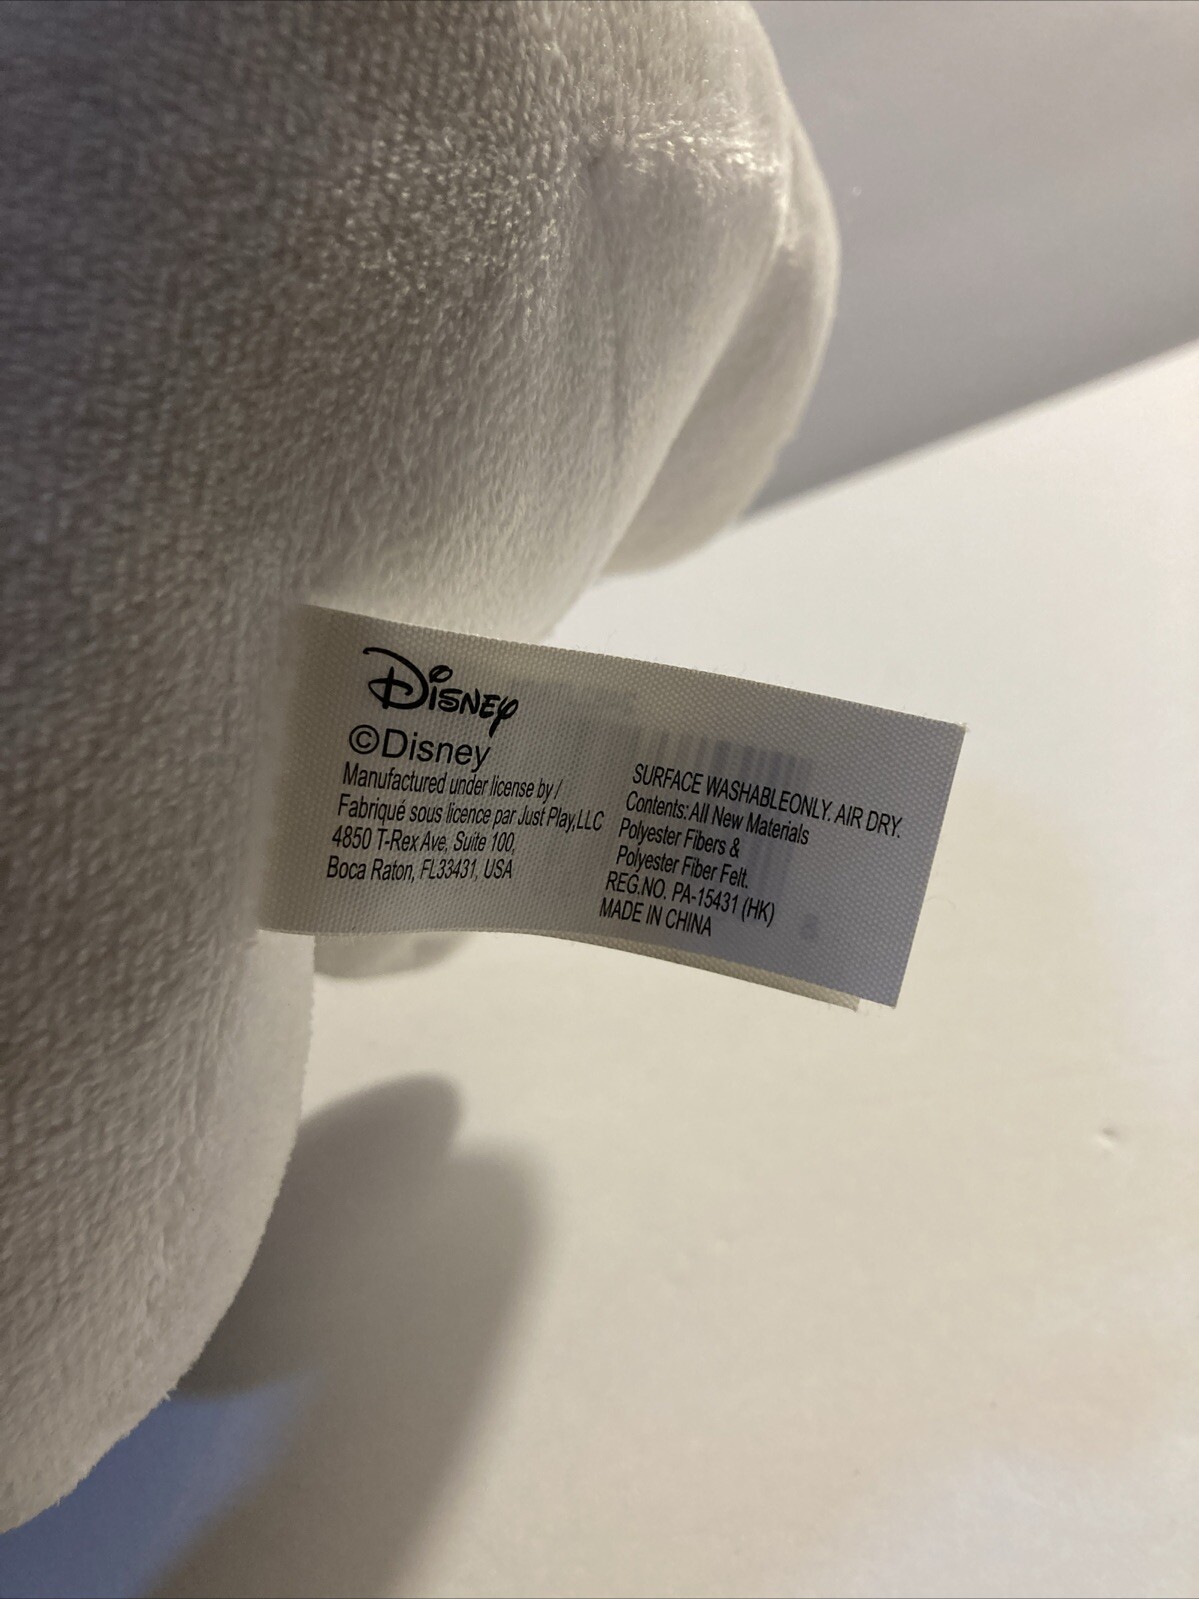 Disney
©Disney
Manufactured under license by /
Fabriqué sous licence par Just Play,LLC
4850 T-Rex Ave, Suite 100,
Boca Raton, FL33431, USA
SURFACE WASHABLEONLY. AIR DRY.
Contents: All New Materials
Polyester Fibers &
Polyester Fiber Felt.
REG.NO. PA-15431 (HK)
MADE IN CHINA